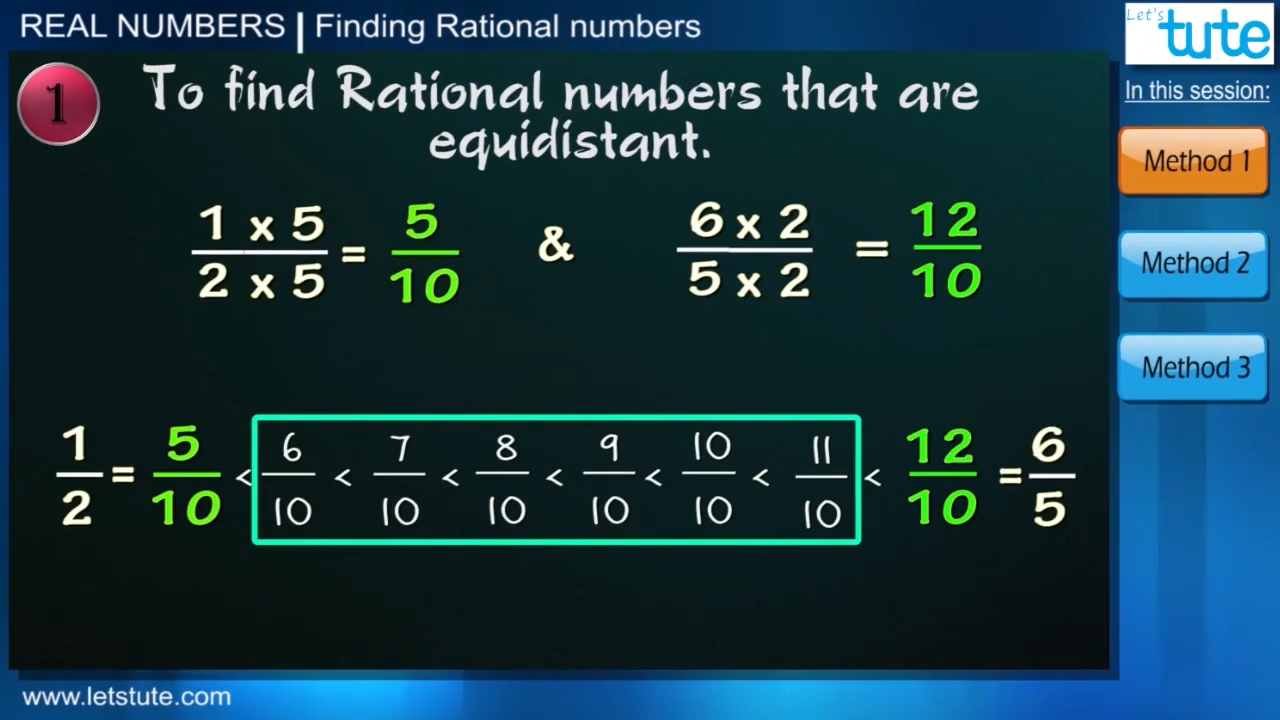 REAL NUMBERS | Finding Rational numbers
Let's tute
In this session:
1 To find Rational numbers that are
equidistant.
Method 1
Method 2
Method 3
1 x 5 / 2 x 5 = 5/10 & 6 x 2 / 5 x 2 = 12/10
1/2 = 5/10 < 6/10 < 7/10 < 8/10 < 9/10 < 10/10 < 11/10 < 12/10 = 6/5
www.letstute.com